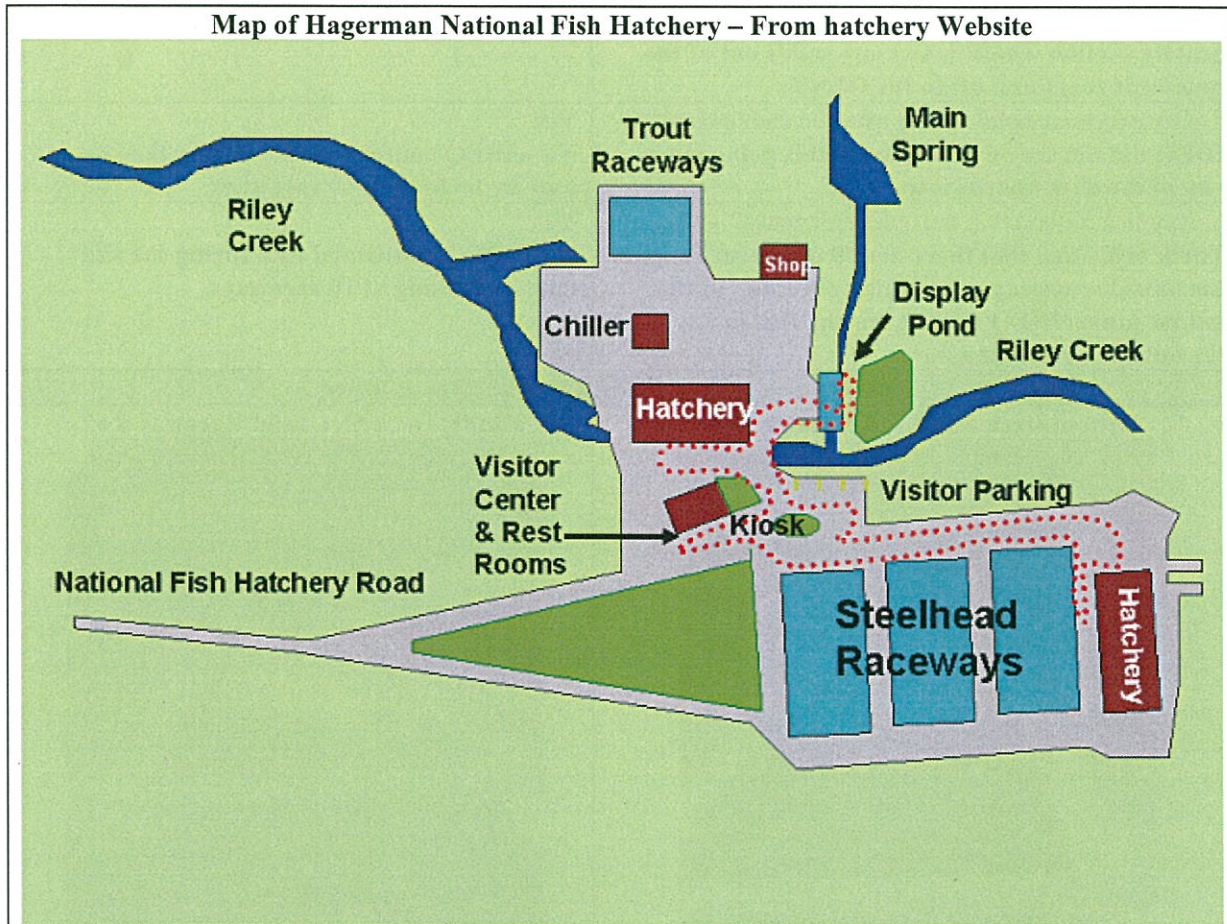 Map of Hagerman National Fish Hatchery – From hatchery Website
Trout
Raceways
Main
Spring
Riley
Creek
Shop
Display
Pond
Chiller
Riley Creek
Hatchery
Visitor
Center
& Rest
Rooms
Visitor Parking
Kiosk
National Fish Hatchery Road
Steelhead
Raceways
Hatchery